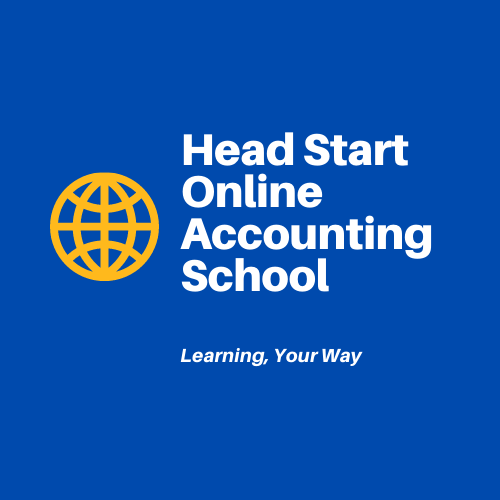 Head Start
Online
Accounting
School
Learning, Your Way